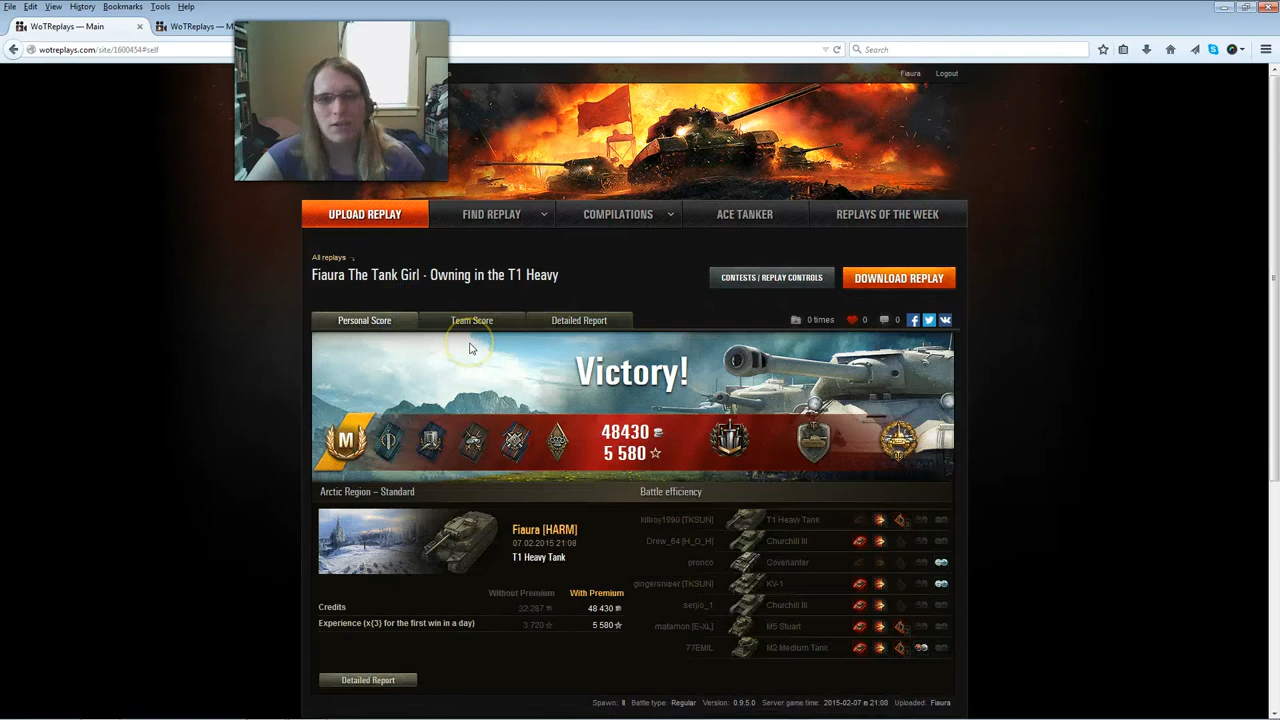 File Edit View History Bookmarks Tools Help
WoTReplays — Main × WoTReplays — M
wotreplays.com/site/1600454#self Search
Fiaura Logout
UPLOAD REPLAY FIND REPLAY COMPILATIONS ACE TANKER REPLAYS OF THE WEEK
All replays
Fiaura The Tank Girl - Owning in the T1 Heavy
CONTESTS / REPLAY CONTROLS DOWNLOAD REPLAY
Personal Score Team Score Detailed Report 0 times 0 0
Victory!
M
48430
5 580
Arctic Region – Standard Battle efficiency
Fiaura [HARM]
07.02.2015 21:08
T1 Heavy Tank
killroy1990 [TKSUN] T1 Heavy Tank
Drew_64 [H_O_H] Churchill III
pronco Covenanter
gingersniper [TKSUN] KV-1
serjio_1 Churchill III
matamon [E-XL] M5 Stuart
77EMIL M2 Medium Tank
Without Premium With Premium
Credits 32 287 48 430
Experience (x{3} for the first win in a day) 3 720 5 580
Detailed Report
Spawn: II Battle type: Regular Version: 0.9.5.0 Server game time: 2015-02-07 в 21:08 Uploaded: Fiaura